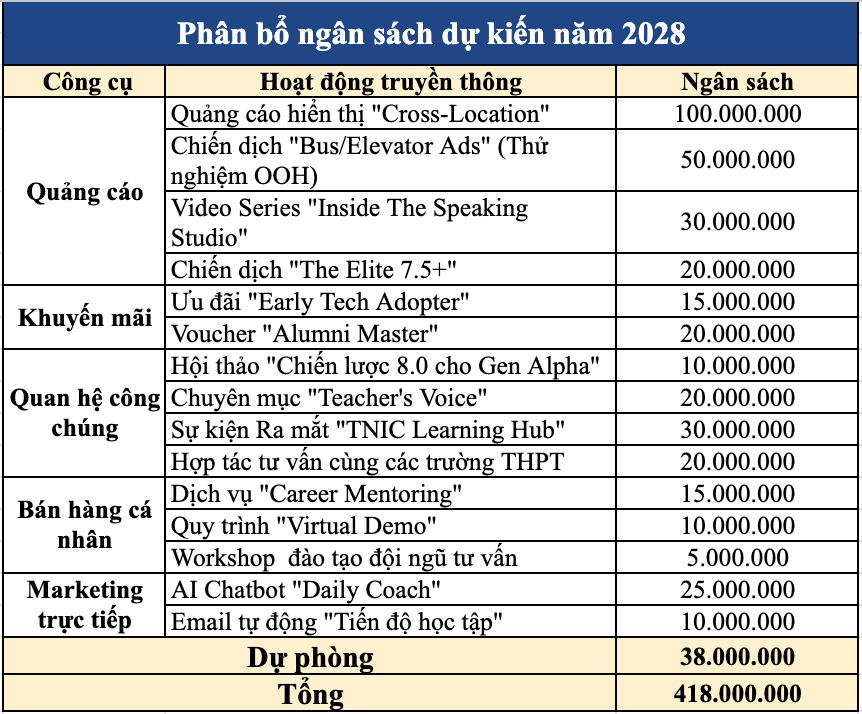 Phân bổ ngân sách dự kiến năm 2028
Công cụ Hoạt động truyền thông Ngân sách
Quảng cáo
Quảng cáo hiển thị "Cross-Location" 100.000.000
Chiến dịch "Bus/Elevator Ads" (Thử
nghiệm OOH) 50.000.000
Video Series "Inside The Speaking
Studio" 30.000.000
Chiến dịch "The Elite 7.5+" 20.000.000
Khuyến mãi
Ưu đãi "Early Tech Adopter" 15.000.000
Voucher "Alumni Master" 20.000.000
Quan hệ công
chúng
Hội thảo "Chiến lược 8.0 cho Gen Alpha" 10.000.000
Chuyên mục "Teacher's Voice" 20.000.000
Sự kiện Ra mắt "TNIC Learning Hub" 30.000.000
Hợp tác tư vấn cùng các trường THPT 20.000.000
Bán hàng cá
nhân
Dịch vụ "Career Mentoring" 15.000.000
Quy trình "Virtual Demo" 10.000.000
Workshop  đào tạo đội ngũ tư vấn 5.000.000
Marketing
trực tiếp
AI Chatbot "Daily Coach" 25.000.000
Email tự động "Tiến độ học tập" 10.000.000
Dự phòng 38.000.000
Tổng 418.000.000